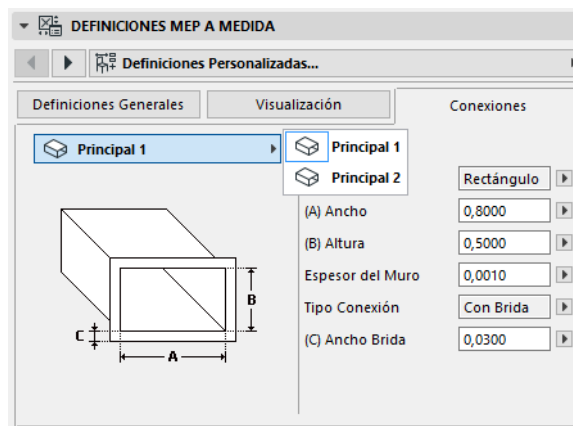 DEFINICIONES MEP A MEDIDA
Definiciones Personalizadas...
Definiciones Generales
Visualización
Conexiones
Principal 1
Principal 1
Principal 2
Rectángulo
(A) Ancho 0,8000
(B) Altura 0,5000
Espesor del Muro 0,0010
Tipo Conexión Con Brida
(C) Ancho Brida 0,0300
B
C
A